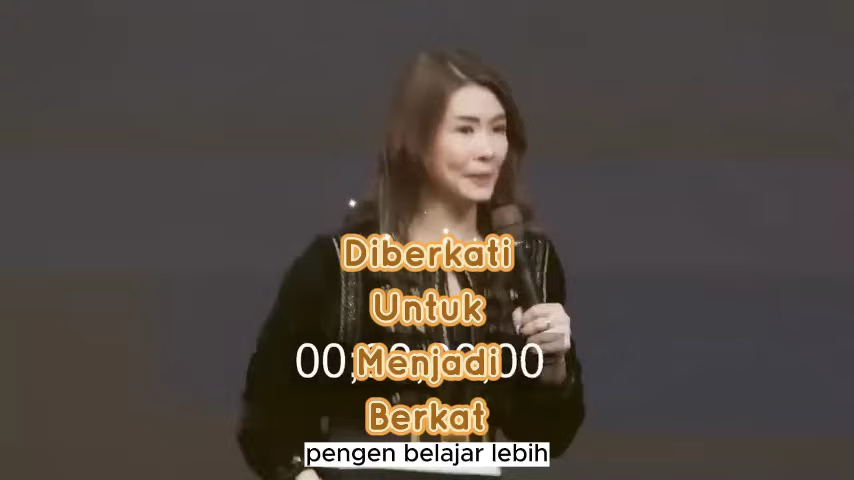 Diberkati
Untuk
Menjadi
Berkat
pengen belajar lebih